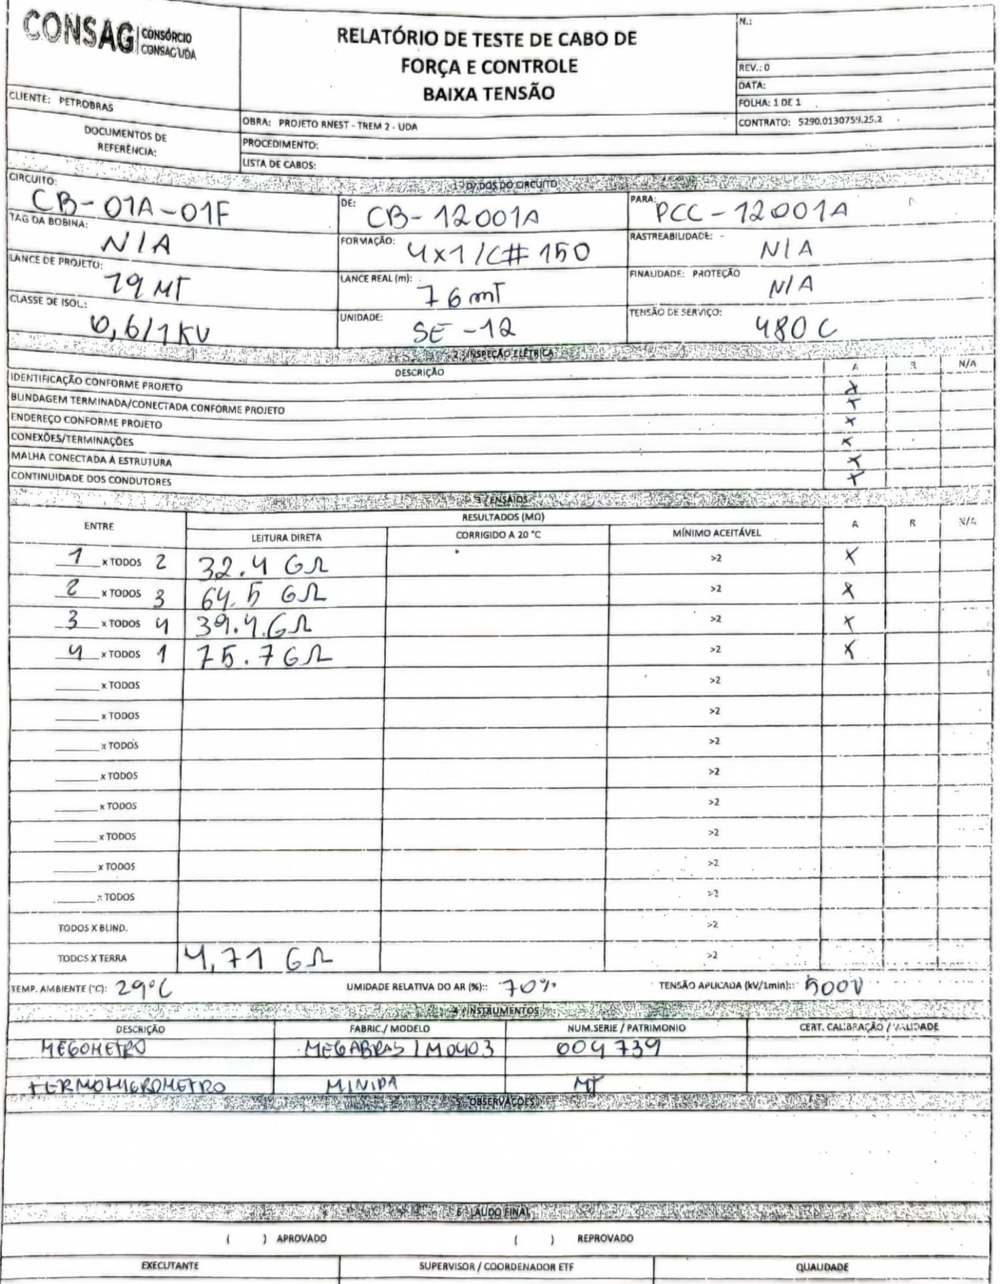 CONSAG CONSÓRCIO CONSAG UDA
RELATÓRIO DE TESTE DE CABO DE
FORÇA E CONTROLE
BAIXA TENSÃO
N.:
REV.: 0
DATA:
FOLHA: 1 DE 1
CLIENTE: PETROBRAS
OBRA: PROJETO RNEST - TREM 2 - UDA
CONTRATO: 5290.0130759.25.2
DOCUMENTOS DE
REFERÊNCIA:
PROCEDIMENTO:
LISTA DE CABOS:
1 - DADOS DO CIRCUITO
CIRCUITO: CB-01A-01F
DE: CB-12001A
PARA: PCC-12001A
TAG DA BOBINA: N/A
FORMAÇÃO: 4x1/C# 150
RASTREABILIDADE: N/A
LANCE DE PROJETO: 79 MT
LANCE REAL (m): 76 mT
FINALIDADE: PROTEÇÃO N/A
CLASSE DE ISOL.: 0,6/1KV
UNIDADE: SE-12
TENSÃO DE SERVIÇO: 480 C
2 - INSPEÇÃO ELÉTRICA
DESCRIÇÃO A R N/A
IDENTIFICAÇÃO CONFORME PROJETO X
BLINDAGEM TERMINADA/CONECTADA CONFORME PROJETO X
ENDEREÇO CONFORME PROJETO X
CONEXÕES/TERMINAÇÕES X
MALHA CONECTADA À ESTRUTURA X
CONTINUIDADE DOS CONDUTORES X
3 - ENSAIOS
ENTRE RESULTADOS (MΩ) A R N/A
LEITURA DIRETA CORRIGIDO A 20 °C MÍNIMO ACEITÁVEL
1 x TODOS 2 32.4 GΩ >2 X
2 x TODOS 3 64.5 GΩ >2 X
3 x TODOS 4 39.4.GΩ >2 X
4 x TODOS 1 75.7 GΩ >2 X
x TODOS >2
x TODOS >2
x TODOS >2
x TODOS >2
x TODOS >2
x TODOS >2
x TODOS >2
x TODOS >2
TODOS X BLIND. >2
TODOS X TERRA 4,71 GΩ >2
TEMP. AMBIENTE (°C): 29°C UMIDADE RELATIVA DO AR (%):: 70% TENSÃO APLICADA (kV/1min):: 500V
4 - INSTRUMENTOS
DESCRIÇÃO FABRIC./ MODELO NUM.SERIE / PATRIMONIO CERT. CALIBRAÇÃO / VALIDADE
MEGOMETRO MEGABRAS / MO403 004739
TERMOHIGROMETRO MINIPA MT
5 - OBSERVAÇÕES
6 - LAUDO FINAL
( ) APROVADO ( ) REPROVADO
EXECUTANTE SUPERVISOR / COORDENADOR ETF QUALIDADE